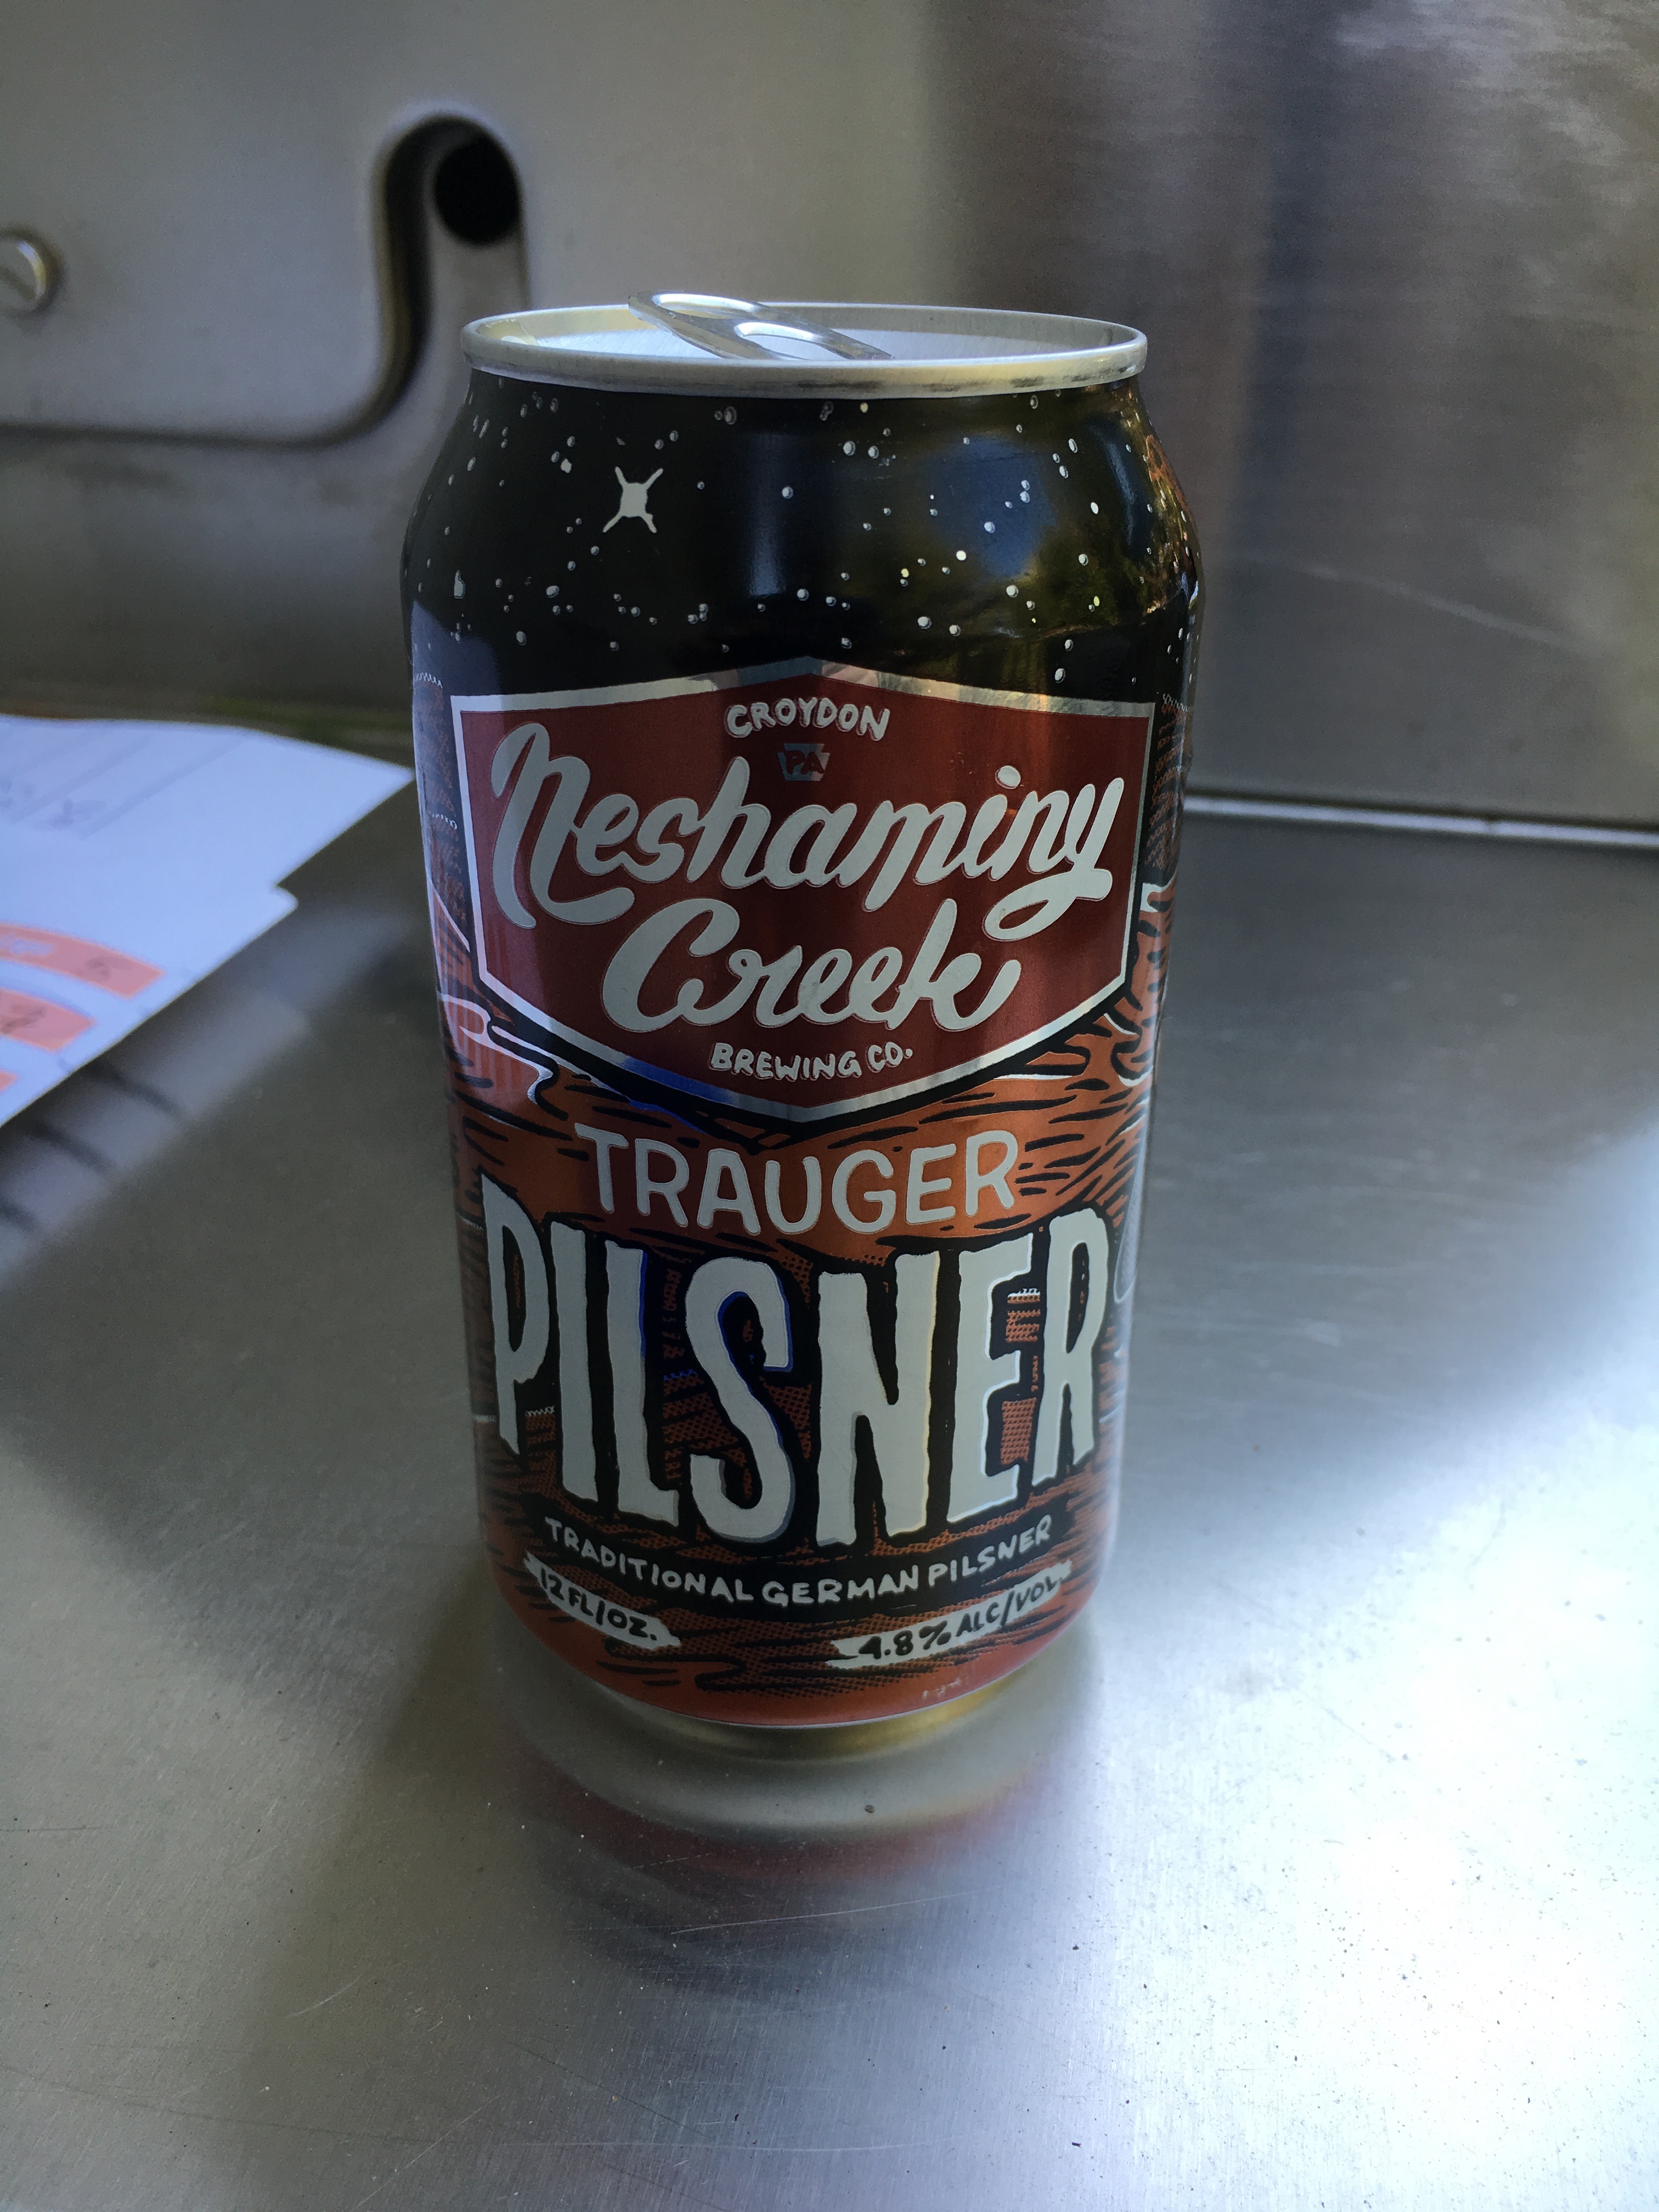 CROYDON
PA
Neshaminy
Creek
BREWING CO.
TRAUGER
PILSNER
TRADITIONAL GERMAN PILSNER
12 FL/OZ.
4.8% ALC/VOL.